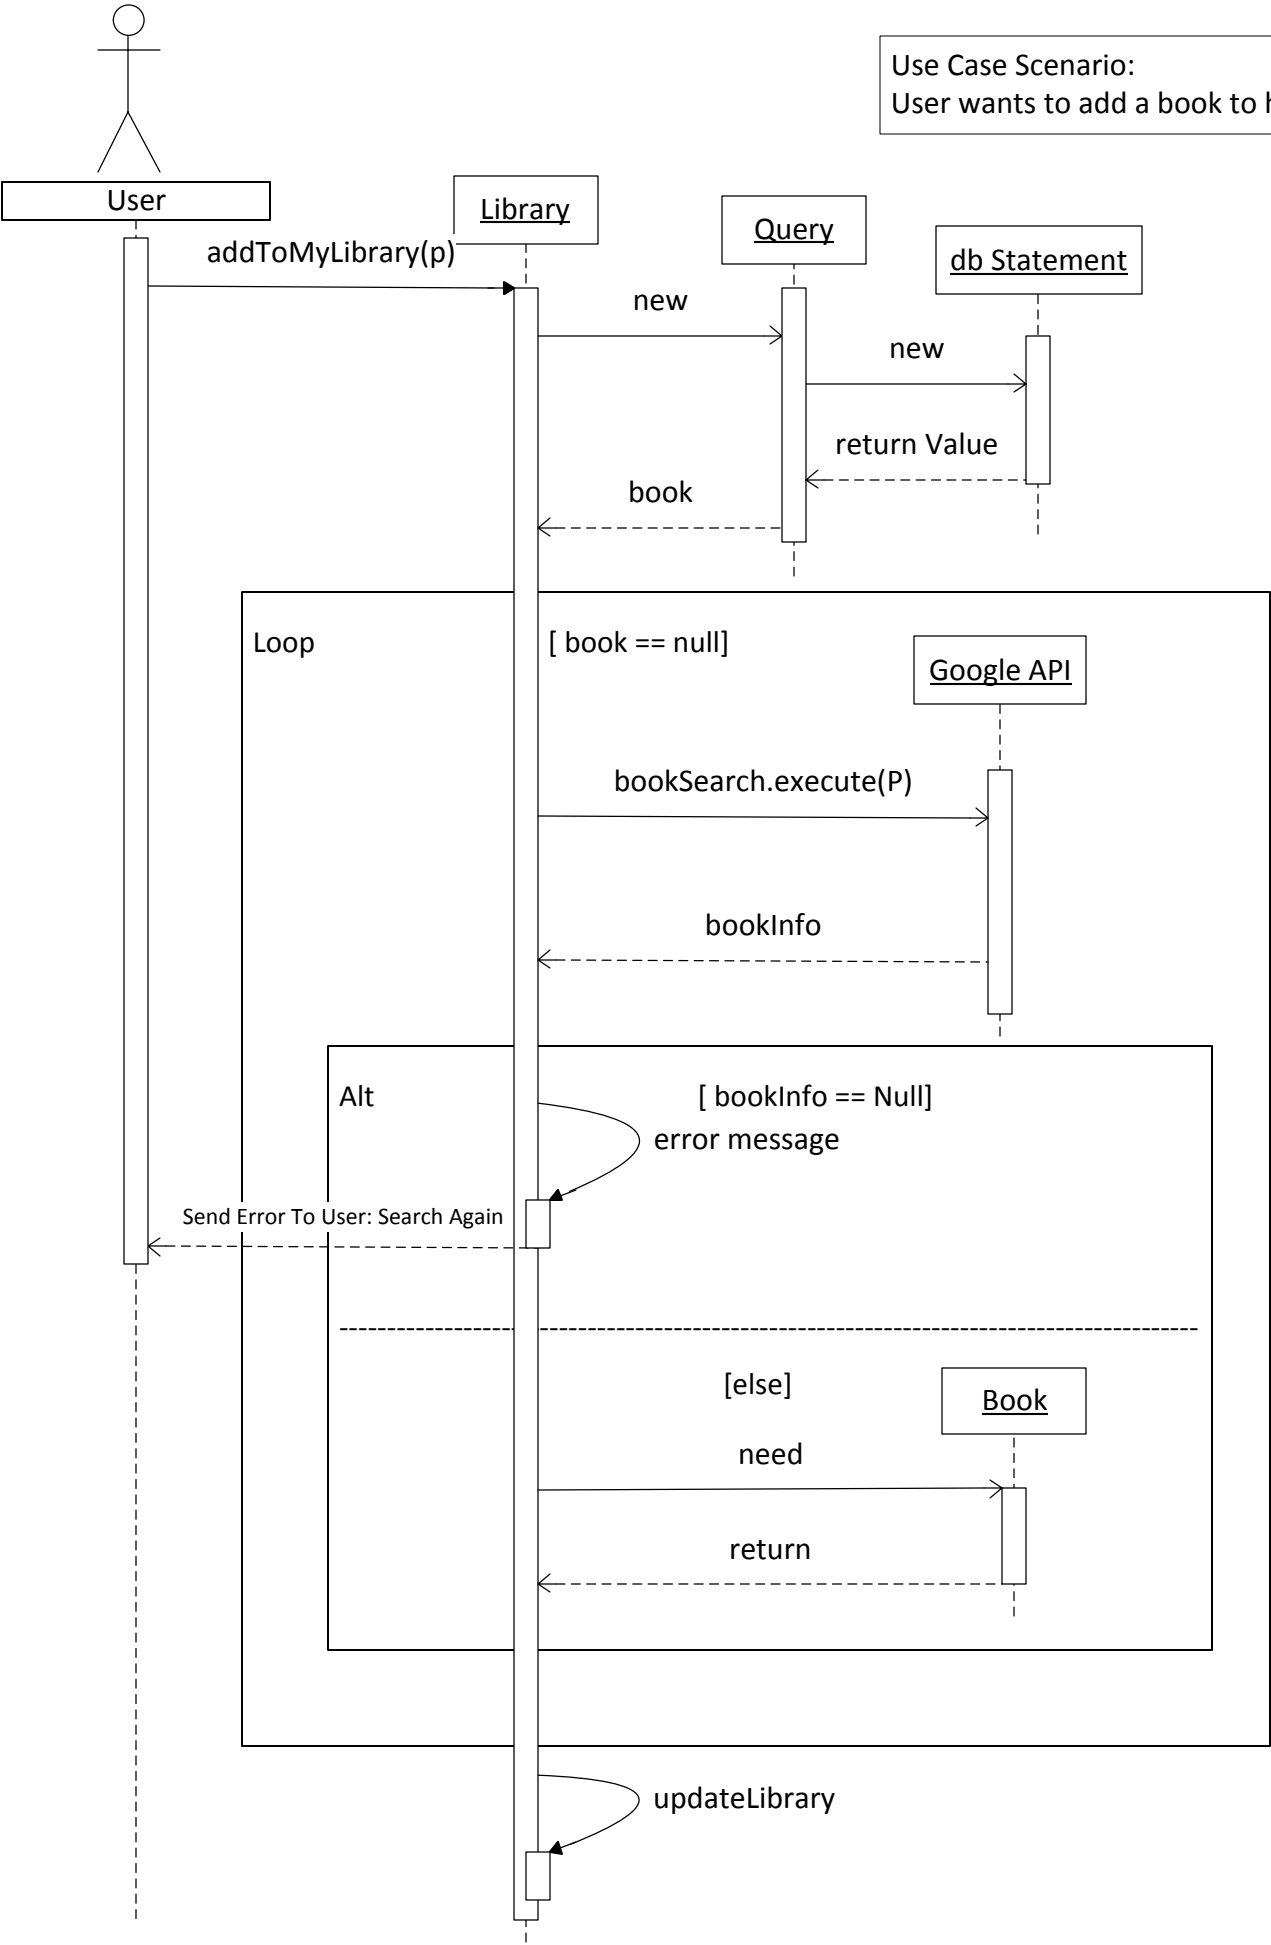 Use Case Scenario:
User wants to add a book to
User
Library
Query
db Statement
addToMyLibrary(p)
new
new
return Value
book
Loop
[ book == null]
Google API
bookSearch.execute(P)
bookInfo
Alt
[ bookInfo == Null]
error message
Send Error To User: Search Again
[else]
Book
need
return
updateLibrary